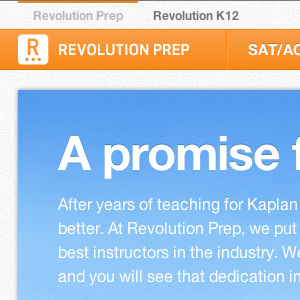 Revolution Prep Revolution K12
R REVOLUTION PREP SAT/AC
A promise f
After years of teaching for Kaplan
better. At Revolution Prep, we put
best instructors in the industry. We
and you will see that dedication in